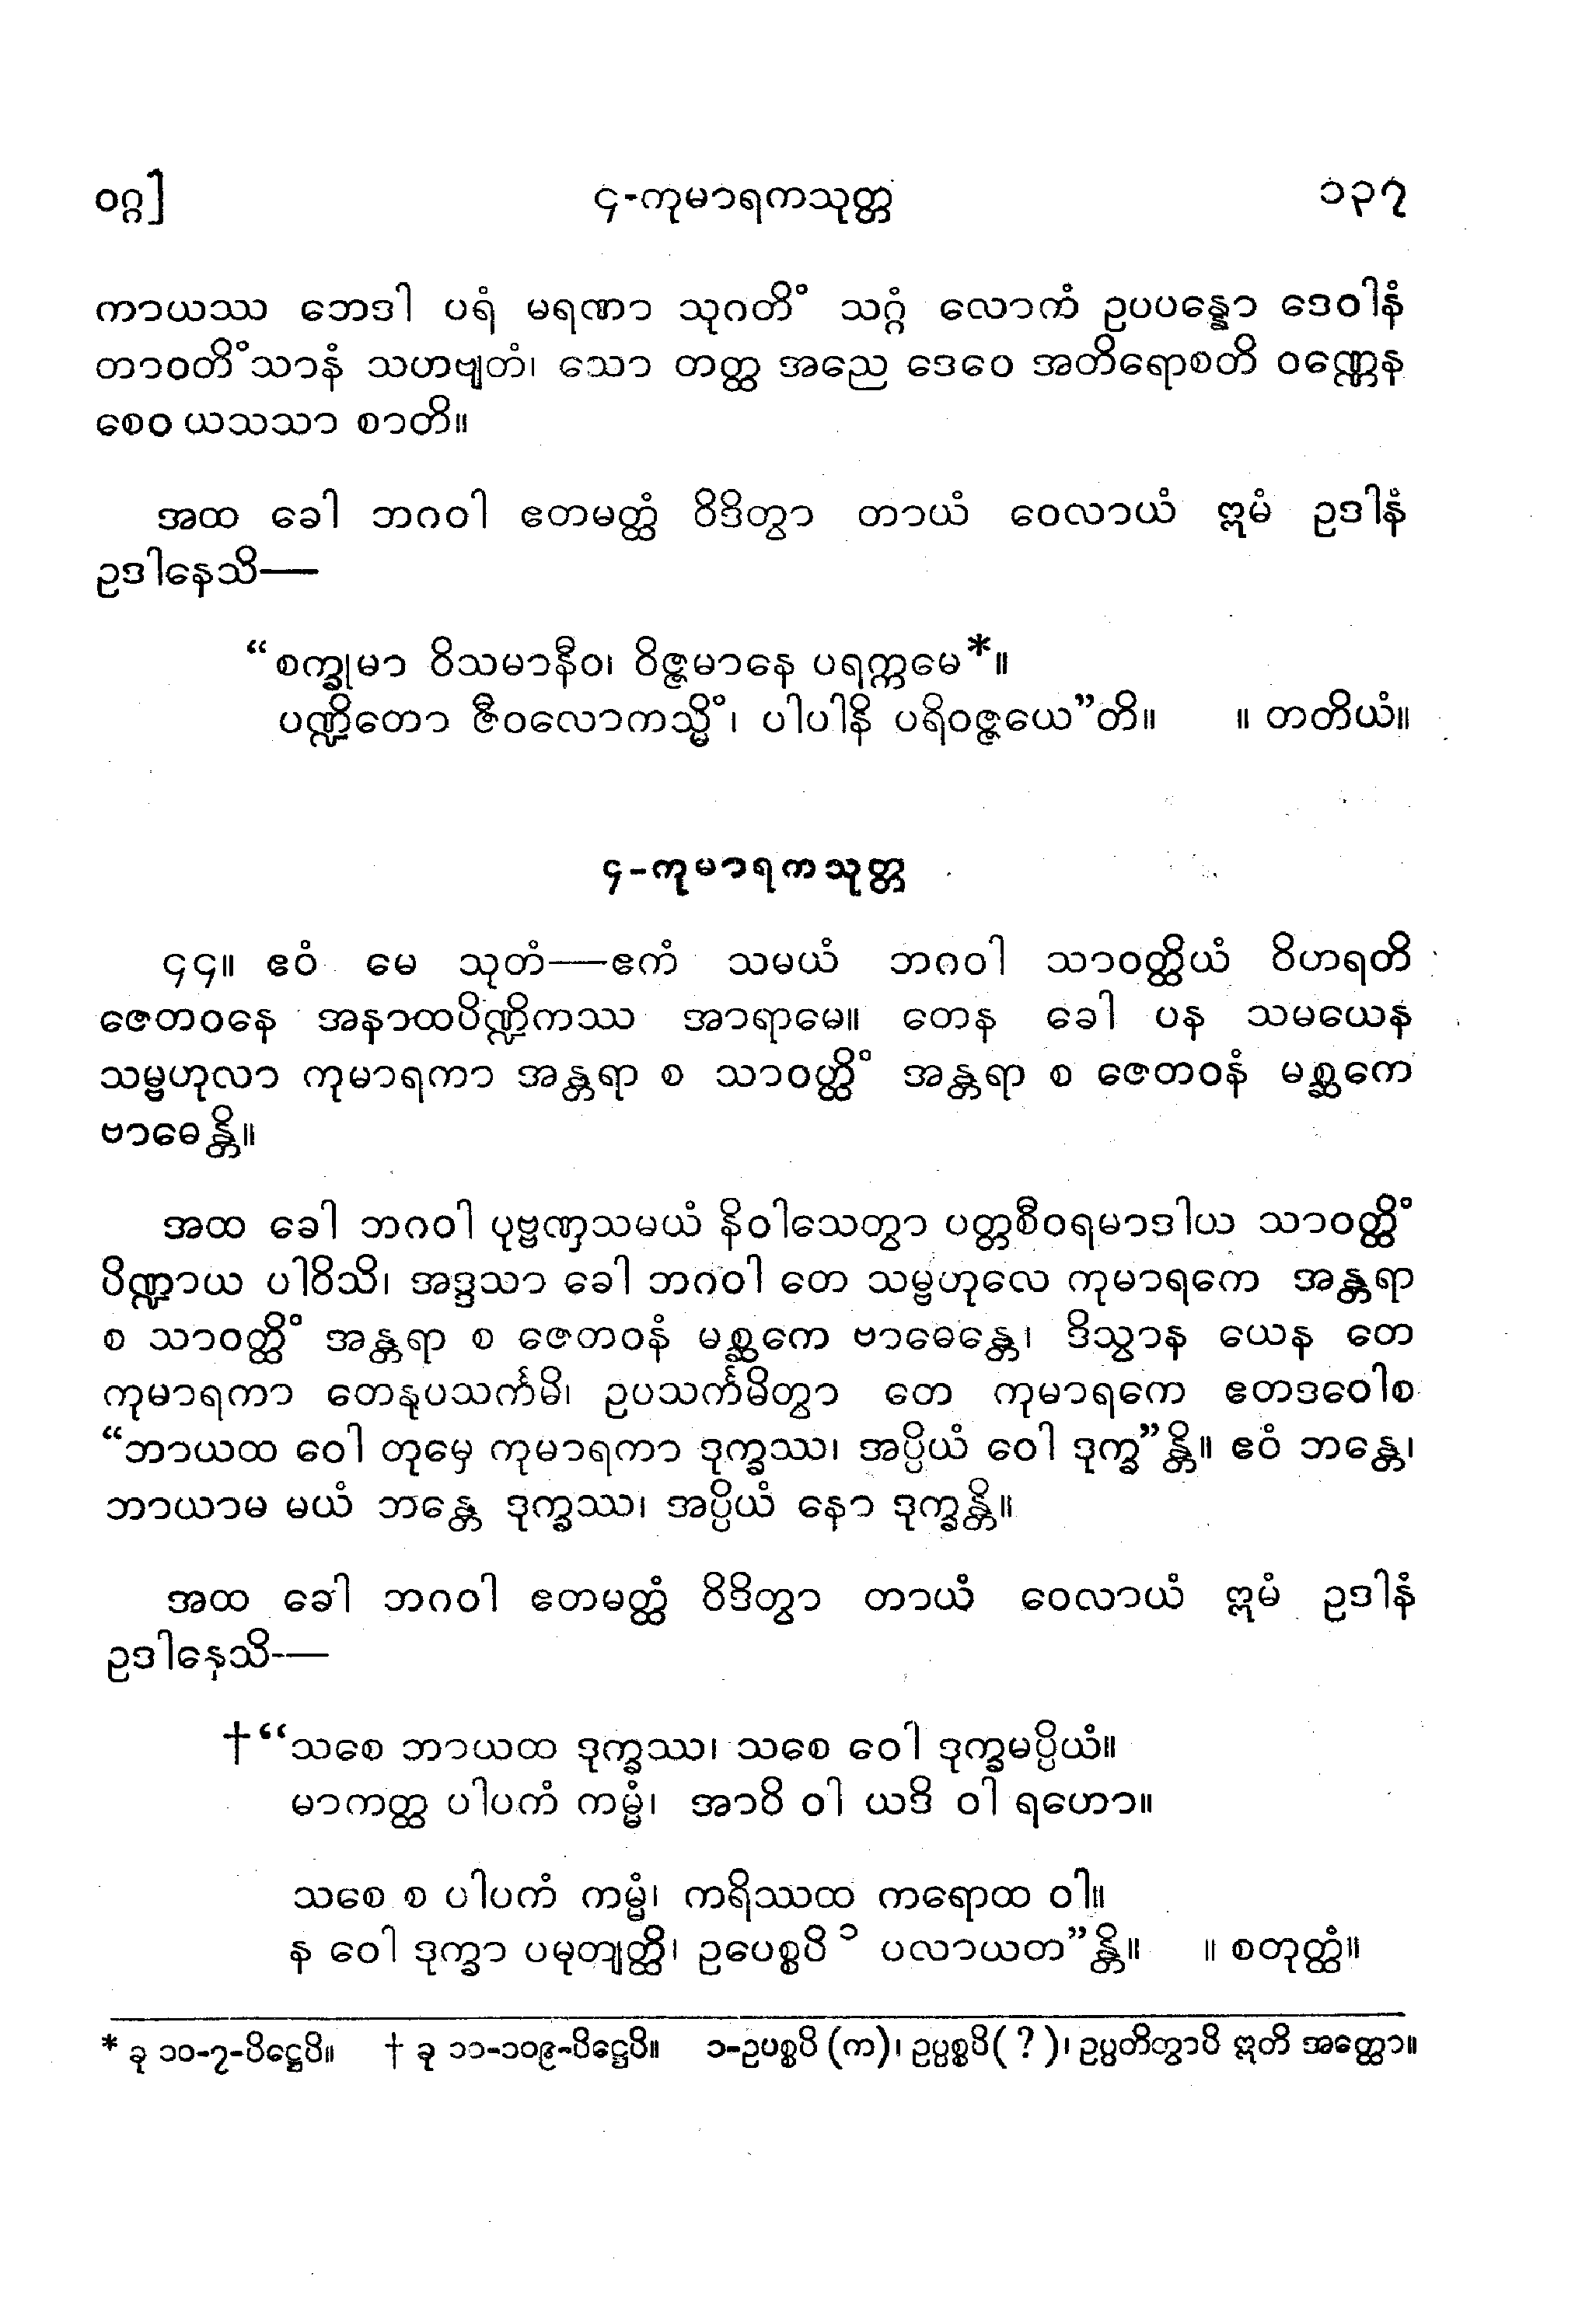 ဝဂ္ဂ] ၄-ကုမာရကသုတ္တ ၁၃၇
ကာယဿ ဘေဒါ ပရံ မရဏာ သုဂတိံ သဂ္ဂံ လောကံ ဥပပန္နော ဒေဝါနံ
တာဝတိံသာနံ သဟဗျတံ၊ သော တတ္ထ အညေ ဒေဝေ အတိရောစတိ ဝဏ္ဏေန
စေဝ ယသသာ စာတိ။
အထ ခေါ ဘဂဝါ ဧတမတ္ထံ ဝိဒိတွာ တာယံ ဝေလာယံ ဣမံ ဥဒါနံ
ဥဒါနေသိ—
“စက္ခုမာ ဝိသမာနီဝ၊ ဝိဇ္ဇမာနေ ပရက္ကမေ*။
ပဏ္ဍိတော ဇီဝလောကသ္မိံ၊ ပါပါနိ ပရိဝဇ္ဇယေ”တိ။ ။ တတိယံ။
၄-ကုမာရကသုတ္တ
၄၄။ ဧဝံ မေ သုတံ—ဧကံ သမယံ ဘဂဝါ သာဝတ္ထိယံ ဝိဟရတိ
ဇေတဝနေ အနာထပိဏ္ဍိကဿ အာရာမေ။ တေန ခေါ ပန သမယေန
သမ္ဗဟုလာ ကုမာရကာ အန္တရာ စ သာဝတ္ထိံ အန္တရာ စ ဇေတဝနံ မစ္ဆကေ
ဗာဓေန္တိ။
အထ ခေါ ဘဂဝါ ပုဗ္ဗဏှသမယံ နိဝါသေတွာ ပတ္တစီဝရမာဒါယ သာဝတ္ထိံ
ပိဏ္ဍာယ ပါဝိသိ၊ အဒ္ဒသာ ခေါ ဘဂဝါ တေ သမ္ဗဟုလေ ကုမာရကေ အန္တရာ
စ သာဝတ္ထိံ အန္တရာ စ ဇေတဝနံ မစ္ဆကေ ဗာဓေန္တေ၊ ဒိသွာန ယေန တေ
ကုမာရကာ တေနုပသင်္ကမိ၊ ဥပသင်္ကမိတွာ တေ ကုမာရကေ ဧတဒဝေါစ
“ဘာယထ ဝေါ တုမှေ ကုမာရကာ ဒုက္ခဿ၊ အပ္ပိယံ ဝေါ ဒုက္ခ”န္တိ။ ဧဝံ ဘန္တေ၊
ဘာယာမ မယံ ဘန္တေ ဒုက္ခဿ၊ အပ္ပိယံ နော ဒုက္ခန္တိ။
အထ ခေါ ဘဂဝါ ဧတမတ္ထံ ဝိဒိတွာ တာယံ ဝေလာယံ ဣမံ ဥဒါနံ
ဥဒါနေသိ—
†“သစေ ဘာယထ ဒုက္ခဿ၊ သစေ ဝေါ ဒုက္ခမပ္ပိယံ။
မာကတ္ထ ပါပကံ ကမ္မံ၊ အာဝိ ဝါ ယဒိ ဝါ ရဟော။
သစေ စ ပါပကံ ကမ္မံ၊ ကရိဿထ ကရောထ ဝါ။
န ဝေါ ဒုက္ခာ ပမုတျတ္ထိ၊ ဥပေစ္စပိ ၁ ပလာယတ”န္တိ။ ။ စတုတ္ထံ။
* ခု ၁၀-၇-ပိဋ္ဌေပိ။ † ခု ၁၁-၁၀၉-ပိဋ္ဌေပိ။ ၁-ဥပစ္စပိ (က)၊ ဥပ္ပစ္စပိ(?)၊ ဥပ္ပတိတွာပိ ဣတိ အတ္ထော။